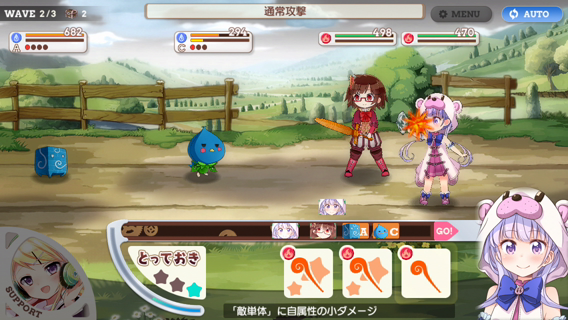 WAVE 2/3 2
通常攻撃
MENU
AUTO
682
A
294
C
498
470
A C GO!
とっておき
SUPPORT
「敵単体」に自属性の小ダメージ